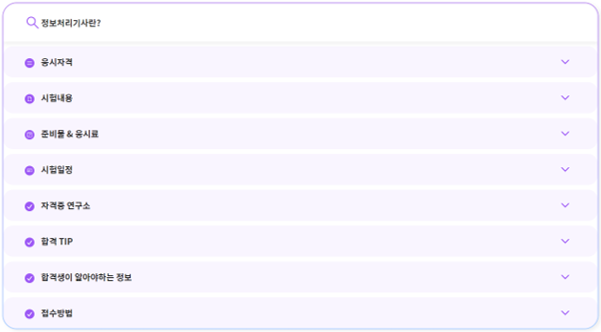 정보처리기사란?
응시자격
시험내용
준비물 & 응시료
시험일정
자격증 연구소
합격 TIP
합격생이 알아야하는 정보
접수방법